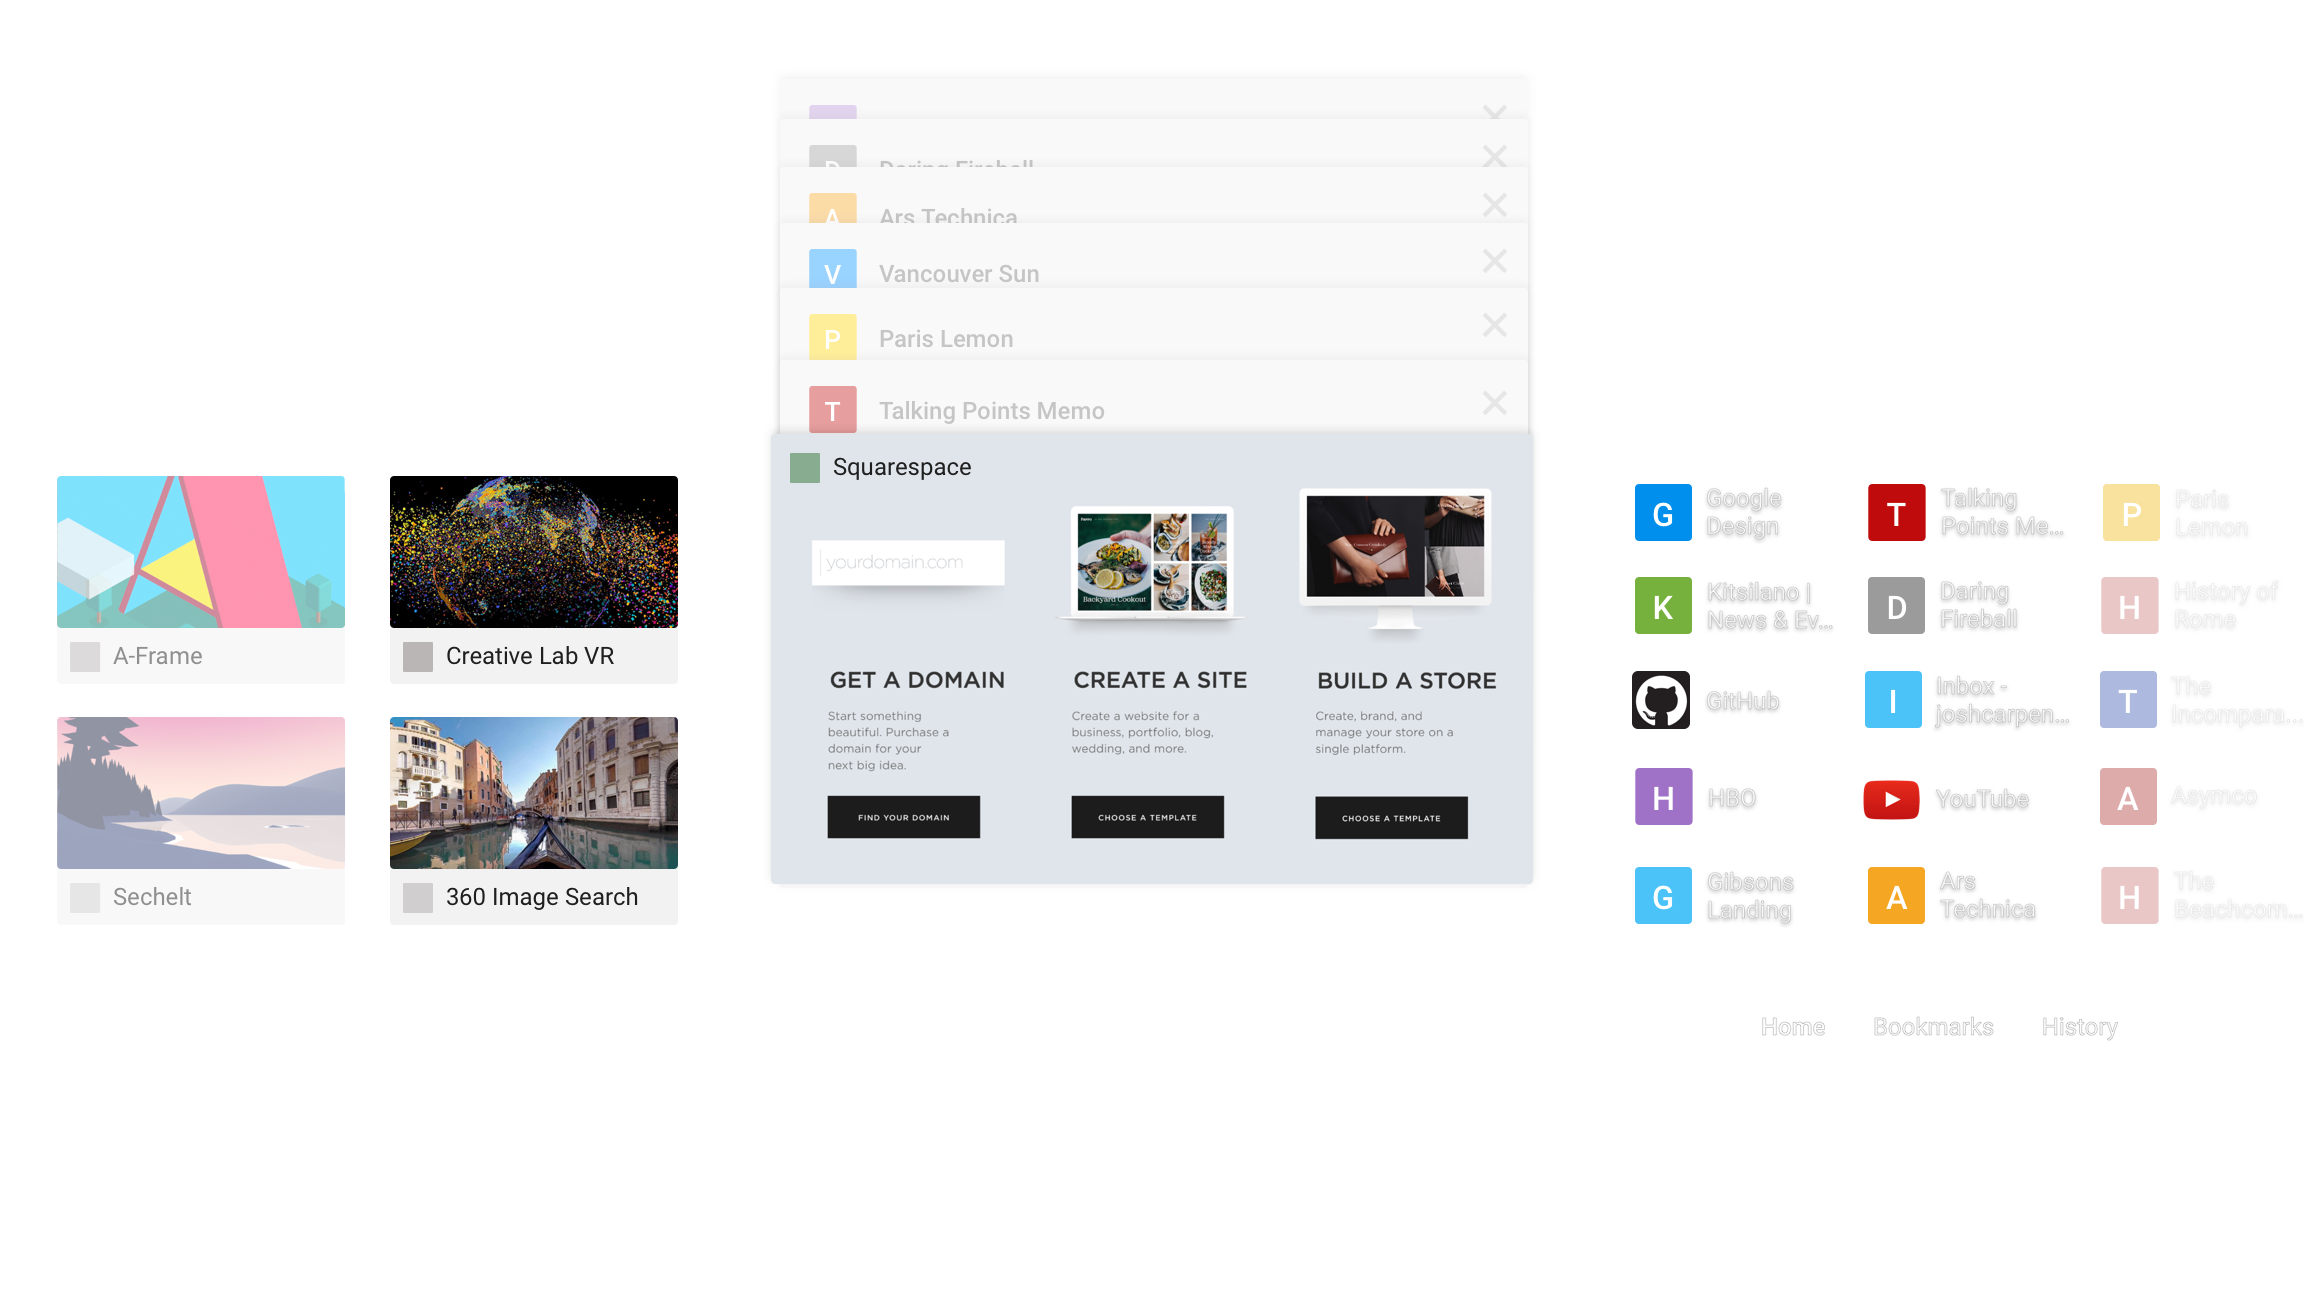 A-Frame
Creative Lab VR
Sechelt
360 Image Search
D
Daring Fireball
A
Ars Technica
V
Vancouver Sun
P
Paris Lemon
T
Talking Points Memo
Squarespace
yourdomain.com
Backyard Cookout
GET A DOMAIN
Start something
beautiful. Purchase a
domain for your
next big idea.
FIND YOUR DOMAIN
CREATE A SITE
Create a website for a
business, portfolio, blog,
wedding, and more.
CHOOSE A TEMPLATE
BUILD A STORE
Create, brand, and
manage your store on a
single platform.
CHOOSE A TEMPLATE
G
Google
Design
T
Talking
Points Me...
P
Paris
Lemon
K
Kitsilano |
News & Ev...
D
Daring
Fireball
H
History of
Rome
GitHub
I
Inbox -
joshcarpen...
T
The
Incompara...
H
HBO
YouTube
A
Asymco
G
Gibsons
Landing
A
Ars
Technica
H
The
Beachcom...
Home
Bookmarks
History